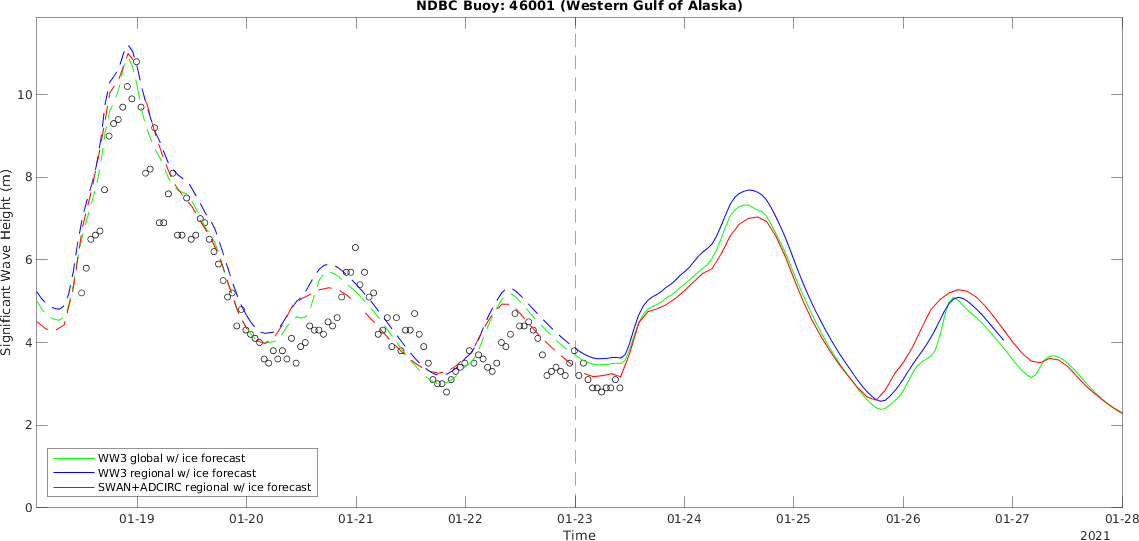 NDBC Buoy: 46001 (Western Gulf of Alaska)
Significant Wave Height (m)
10
8
6
4
2
0
WW3 global w/ ice forecast
WW3 regional w/ ice forecast
SWAN+ADCIRC regional w/ ice forecast
01-19 01-20 01-21 01-22 01-23 01-24 01-25 01-26 01-27 01-28
Time
2021